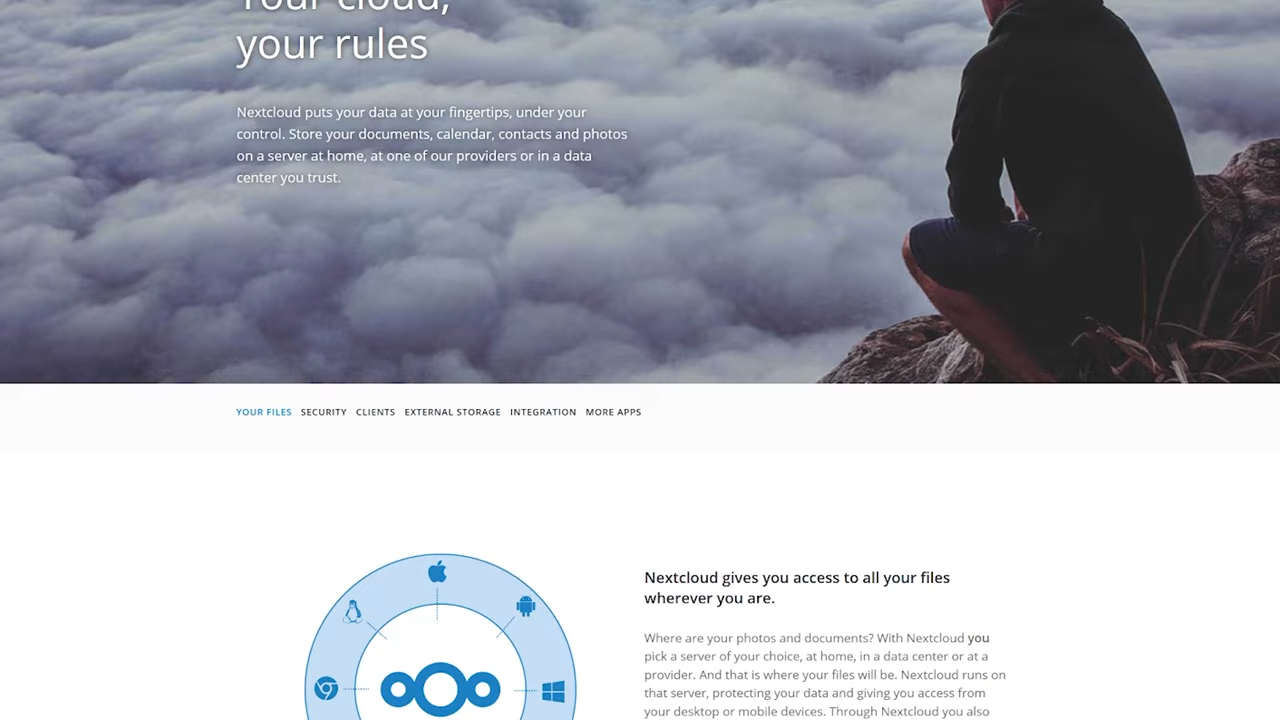 Your cloud,
your rules
Nextcloud puts your data at your fingertips, under your
control. Store your documents, calendar, contacts and photos
on a server at home, at one of our providers or in a data
center you trust.
YOUR FILES SECURITY CLIENTS EXTERNAL STORAGE INTEGRATION MORE APPS
Nextcloud gives you access to all your files
wherever you are.
Where are your photos and documents? With Nextcloud you
pick a server of your choice, at home, in a data center or at a
provider. And that is where your files will be. Nextcloud runs on
that server, protecting your data and giving you access from
your desktop or mobile devices. Through Nextcloud you also